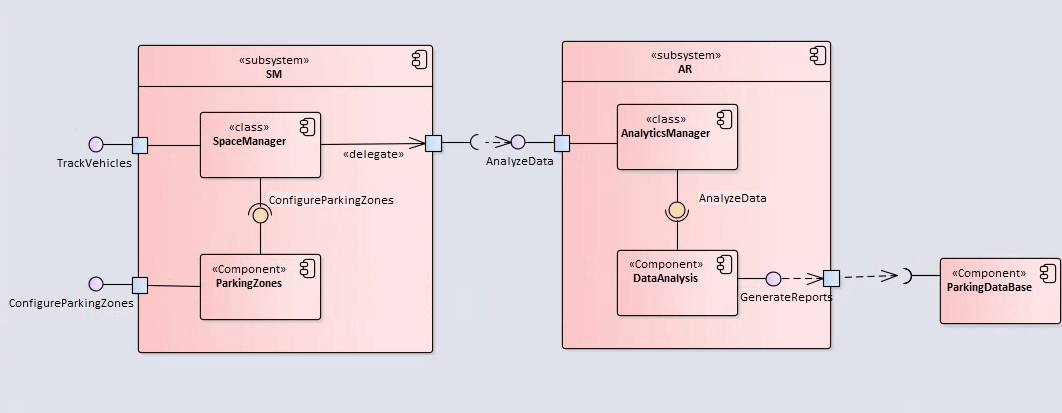 «subsystem»
SM
«class»
SpaceManager
«delegate»
TrackVehicles
ConfigureParkingZones
«Component»
ParkingZones
ConfigureParkingZones
AnalyzeData
«subsystem»
AR
«class»
AnalyticsManager
AnalyzeData
«Component»
DataAnalysis
GenerateReports
«Component»
ParkingDataBase